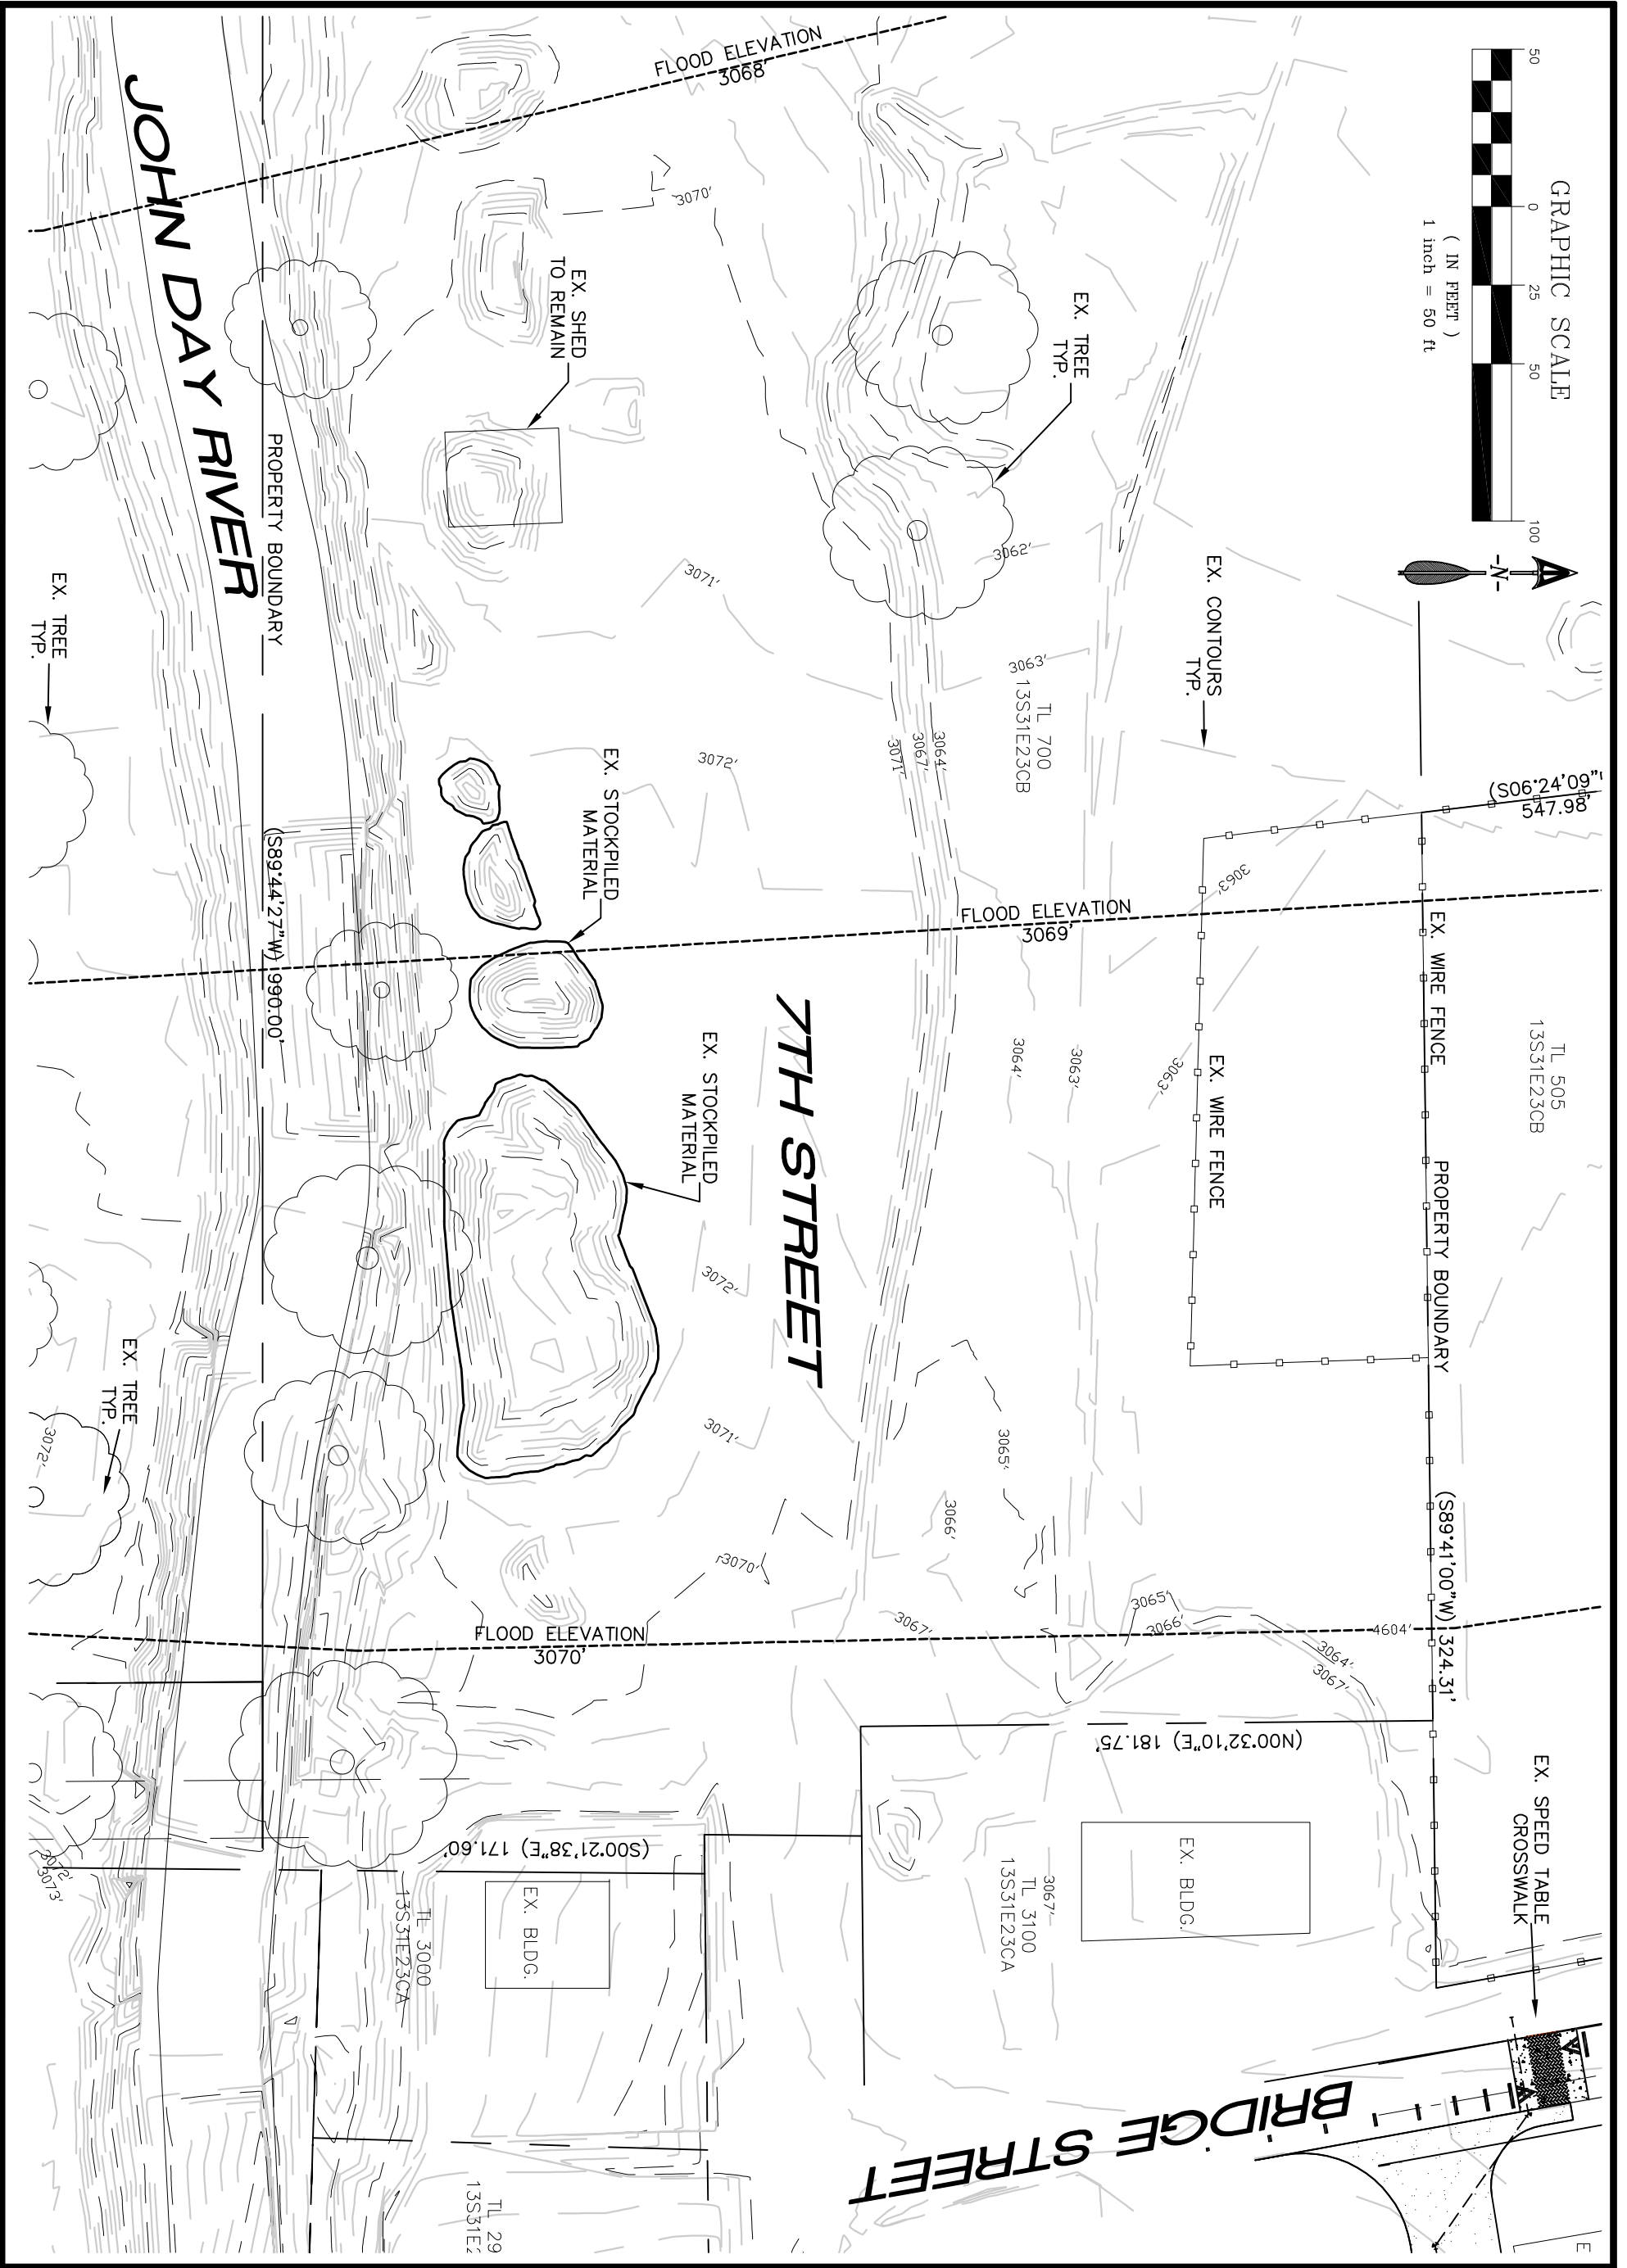 GRAPHIC SCALE
50
0
25
50
100
( IN FEET )
1 inch = 50 ft
-N-
FLOOD ELEVATION
3068'
JOHN DAY RIVER
3070'
EX. SHED
TO REMAIN
EX. TREE
TYP.
PROPERTY BOUNDARY
3062'
3071'
EX. CONTOURS
TYP.
EX. TREE
TYP.
3063'
TL 700
13S31E23CB
3064'
3067'
3071'
3072'
EX. STOCKPILED
MATERIAL
(S06°24'09"
547.98'
3063'
(S89°44'27"W) 990.00'
FLOOD ELEVATION
3069'
EX. WIRE FENCE
TL 505
13S31E23CB
7TH STREET
EX. STOCKPILED
MATERIAL
3064'
3063'
3063'
EX. WIRE FENCE
PROPERTY BOUNDARY
3072'
EX. TREE
TYP.
3072'
3071'
3065'
3066'
(S89°41'00"W) 324.31'
3070'
FLOOD ELEVATION
3070'
3067'
3065'
3066'
4604'
3064'
3067'
(N00°32'10"E) 181.75'
EX. SPEED TABLE
CROSSWALK
(S00°21'38"E) 171.60'
3072'
3073'
EX. BLDG.
TL 3000
13S31E23CA
3067'
TL 3100
13S31E23CA
EX. BLDG.
BRIDGE STREET
TL 29
13S31E2
E